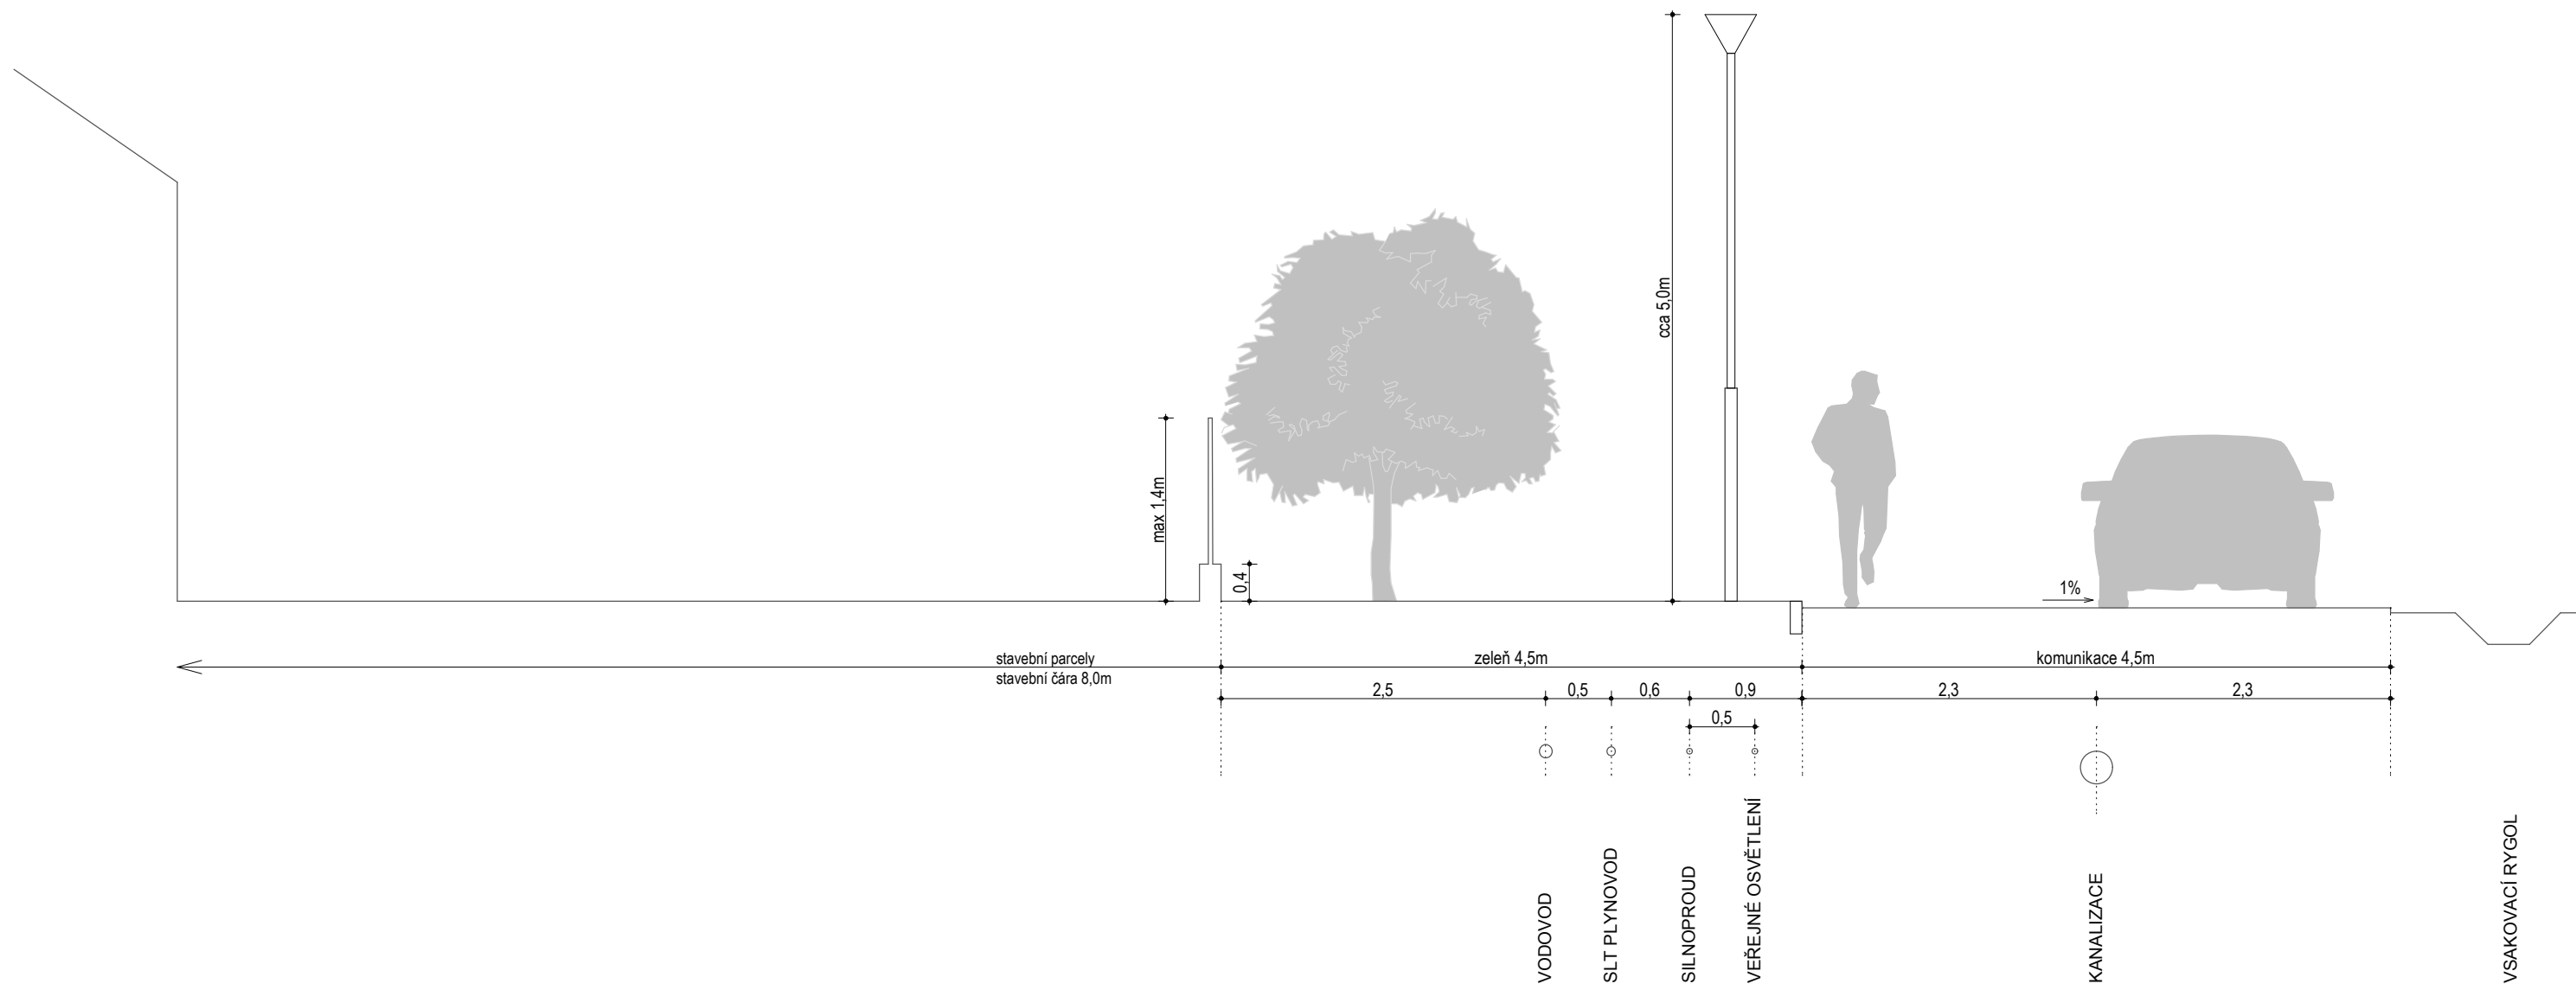 cca 5,0m
max 1,4m
0,4
1%
stavební parcely
stavební čára 8,0m
zeleň 4,5m
komunikace 4,5m
2,5
0,5
0,6
0,9
2,3
2,3
0,5
VODOVOD
SLT PLYNOVOD
SILNOPROUD
VEŘEJNÉ OSVĚTLENÍ
KANALIZACE
VSAKOVACÍ RYGOL